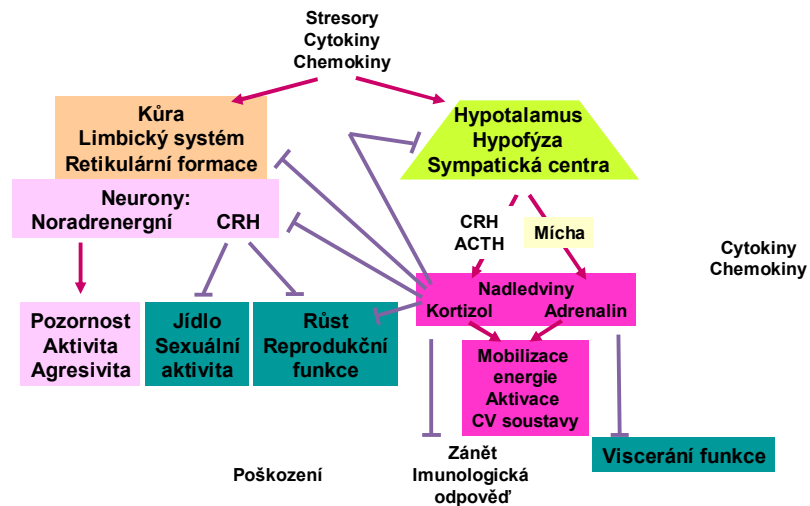 Stresory
Cytokiny
Chemokiny
Kůra
Limbický systém
Retikulární formace
Hypotalamus
Hypofýza
Sympatická centra
Neurony:
Noradrenergní CRH
CRH
ACTH
Mícha
Cytokiny
Chemokiny
Nadledviny
Kortizol Adrenalin
Pozornost
Aktivita
Agresivita
Jídlo
Sexuální
aktivita
Růst
Reprodukční
funkce
Mobilizace
energie
Aktivace
CV soustavy
Poškození
Zánět
Imunologická
odpověď
Viscerání funkce